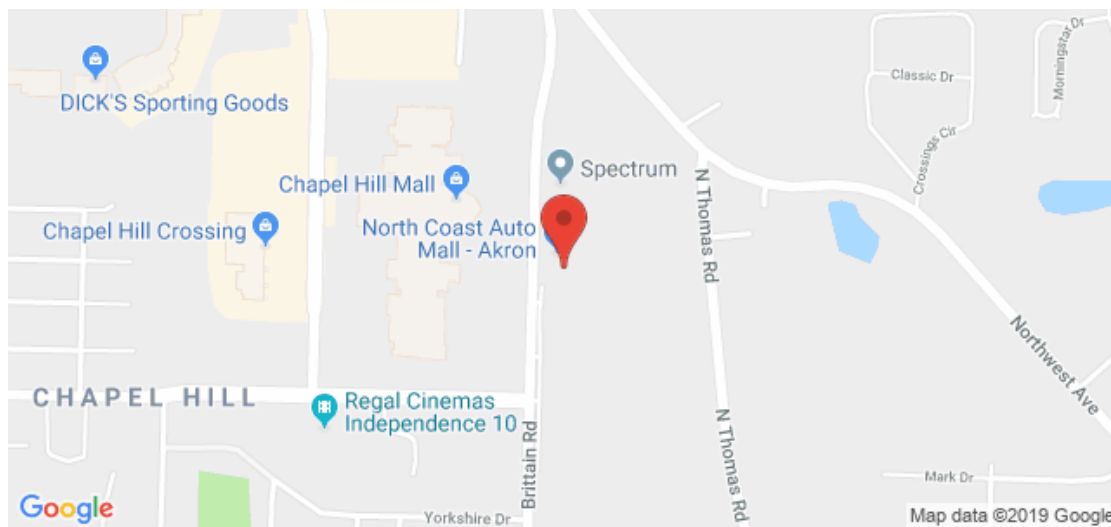 DICK'S Sporting Goods
Classic Dr
Morningstar Dr
Crossings Cir
Spectrum
Chapel Hill Mall
N Thomas Rd
North Coast Auto
Mall - Akron
Chapel Hill Crossing
Northwest Ave
CHAPEL HILL
Regal Cinemas
Independence 10
N Thomas Rd
Brittain Rd
Mark Dr
Yorkshire Dr
Google
Map data ©2019 Google